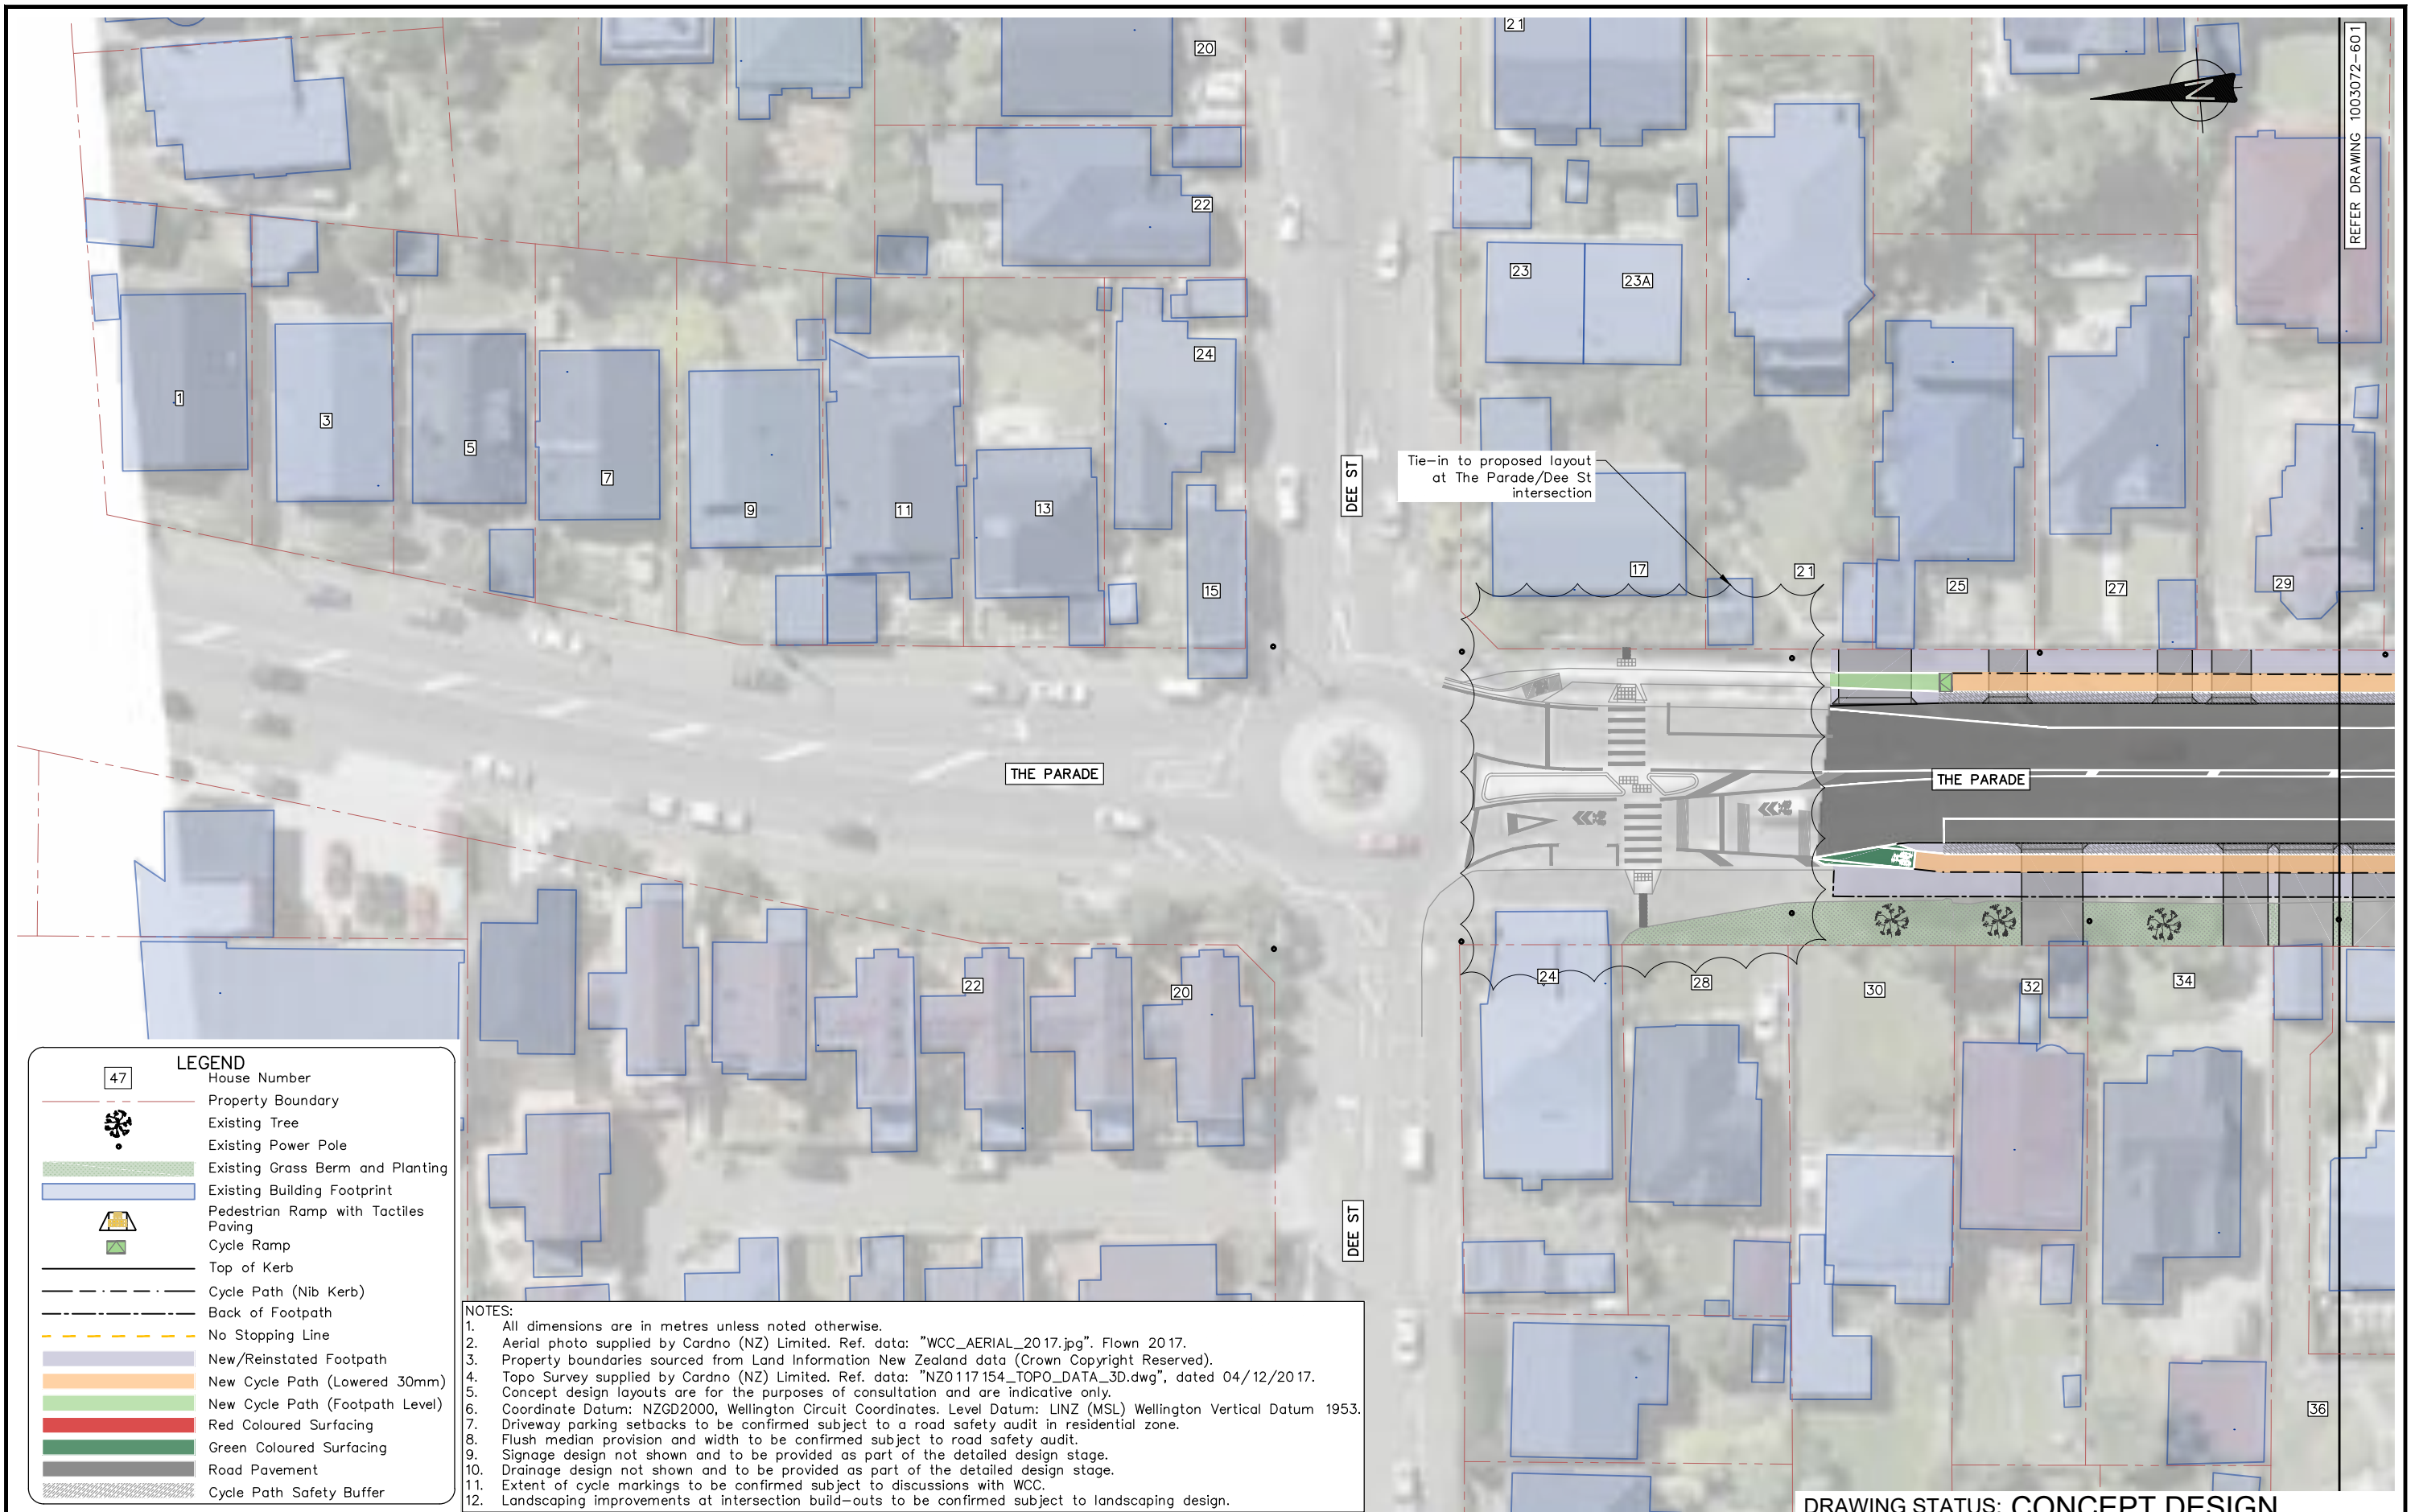 21
20
REFER DRAWING 1003072-601
N
22
23
23A
24
1
3
5
7
9
11
13
15
DEE ST
Tie-in to proposed layout
at The Parade/Dee St
intersection
17
21
25
27
29
THE PARADE
THE PARADE
24
28
30
32
34
22
20
DEE ST
36
LEGEND
47 House Number
Property Boundary
Existing Tree
Existing Power Pole
Existing Grass Berm and Planting
Existing Building Footprint
Pedestrian Ramp with Tactiles
Paving
Cycle Ramp
Top of Kerb
Cycle Path (Nib Kerb)
Back of Footpath
No Stopping Line
New/Reinstated Footpath
New Cycle Path (Lowered 30mm)
New Cycle Path (Footpath Level)
Red Coloured Surfacing
Green Coloured Surfacing
Road Pavement
Cycle Path Safety Buffer
NOTES:
1. All dimensions are in metres unless noted otherwise.
2. Aerial photo supplied by Cardno (NZ) Limited. Ref. data: "WCC_AERIAL_2017.jpg". Flown 2017.
3. Property boundaries sourced from Land Information New Zealand data (Crown Copyright Reserved).
4. Topo Survey supplied by Cardno (NZ) Limited. Ref. data: "NZ0117154_TOPO_DATA_3D.dwg", dated 04/12/2017.
5. Concept design layouts are for the purposes of consultation and are indicative only.
6. Coordinate Datum: NZGD2000, Wellington Circuit Coordinates. Level Datum: LINZ (MSL) Wellington Vertical Datum 1953.
7. Driveway parking setbacks to be confirmed subject to a road safety audit in residential zone.
8. Flush median provision and width to be confirmed subject to road safety audit.
9. Signage design not shown and to be provided as part of the detailed design stage.
10. Drainage design not shown and to be provided as part of the detailed design stage.
11. Extent of cycle markings to be confirmed subject to discussions with WCC.
12. Landscaping improvements at intersection build-outs to be confirmed subject to landscaping design.
DRAWING STATUS: CONCEPT DESIGN